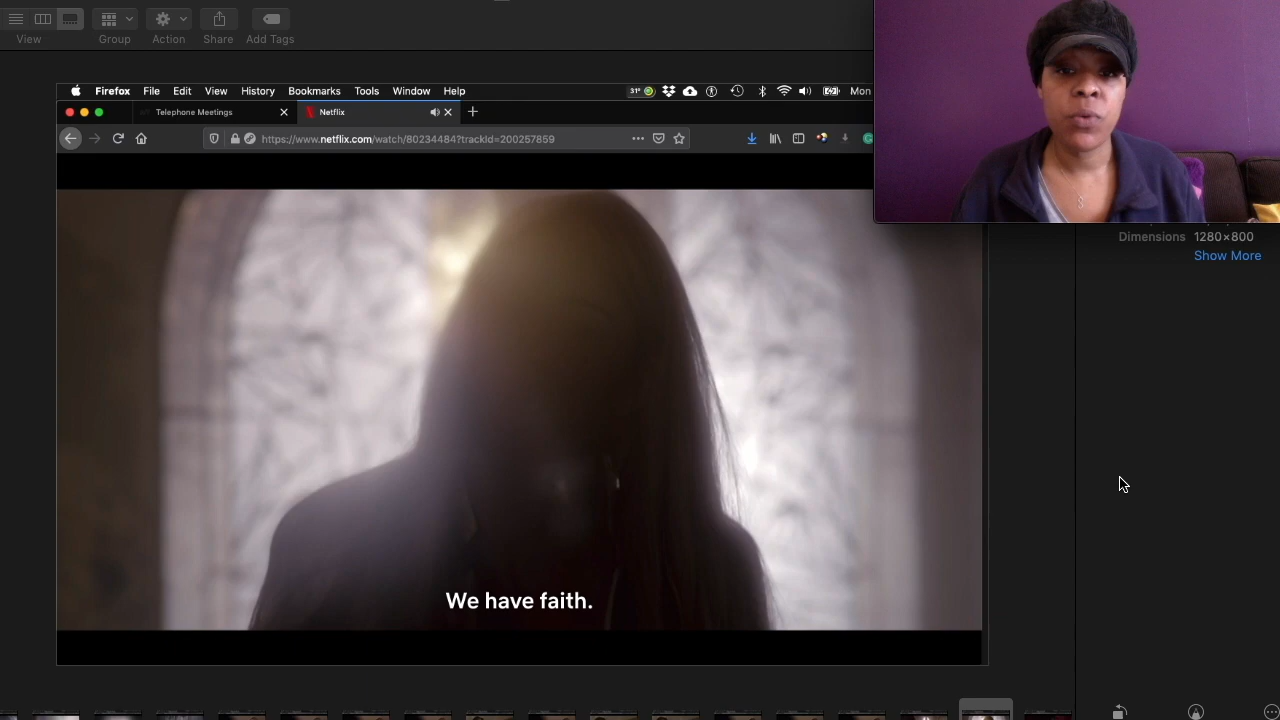 View
Group
Action
Share
Add Tags
Firefox File Edit View History Bookmarks Tools Window Help
31°
Mon
Telephone Meetings
Netflix
https://www.netflix.com/watch/80234484?trackId=200257859
Dimensions 1280×800
Show More
We have faith.